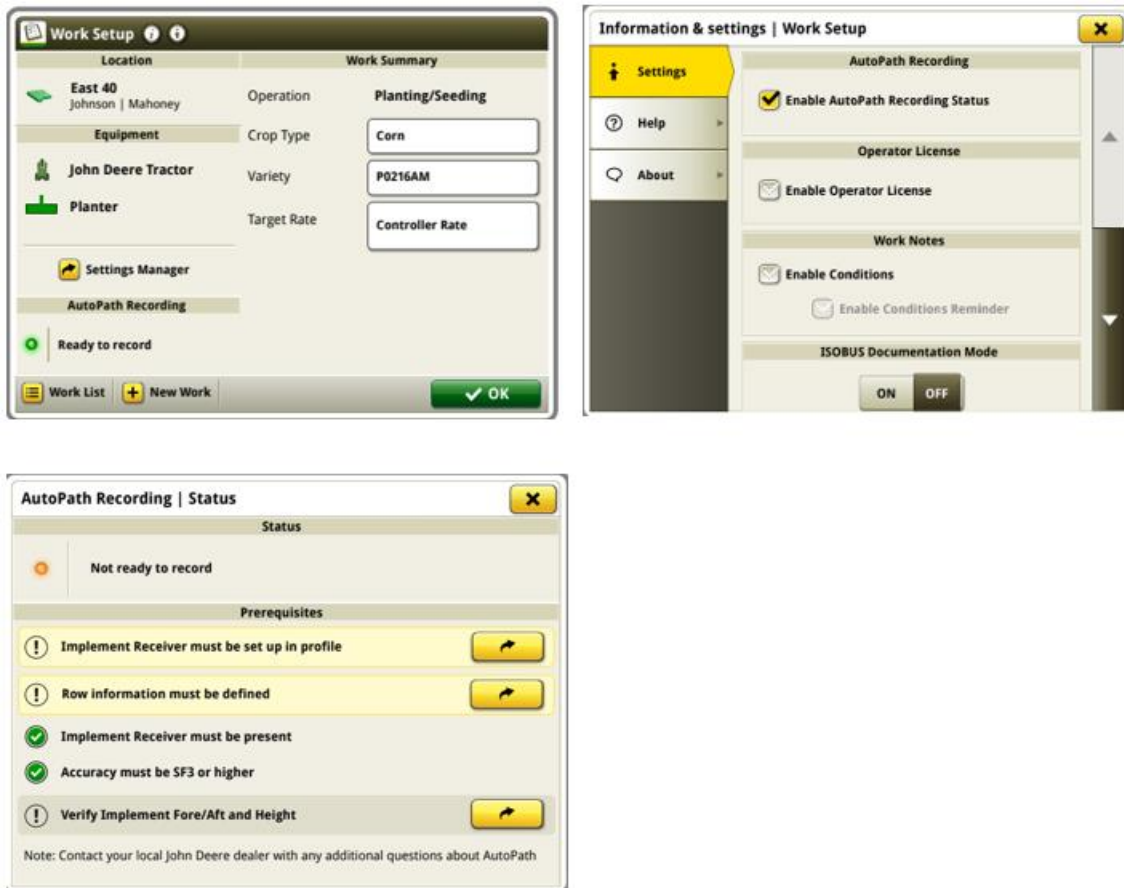 Work Setup
Location
East 40
Johnson | Mahoney
Equipment
John Deere Tractor
Planter
Settings Manager
AutoPath Recording
Ready to record
Work Summary
Operation Planting/Seeding
Crop Type Corn
Variety P0216AM
Target Rate Controller Rate
Work List New Work OK
Information & settings | Work Setup
Settings
Help
About
AutoPath Recording
Enable AutoPath Recording Status
Operator License
Enable Operator License
Work Notes
Enable Conditions
Enable Conditions Reminder
ISOBUS Documentation Mode
ON OFF
AutoPath Recording | Status
Status
Not ready to record
Prerequisites
Implement Receiver must be set up in profile
Row information must be defined
Implement Receiver must be present
Accuracy must be SF3 or higher
Verify Implement Fore/Aft and Height
Note: Contact your local John Deere dealer with any additional questions about AutoPath